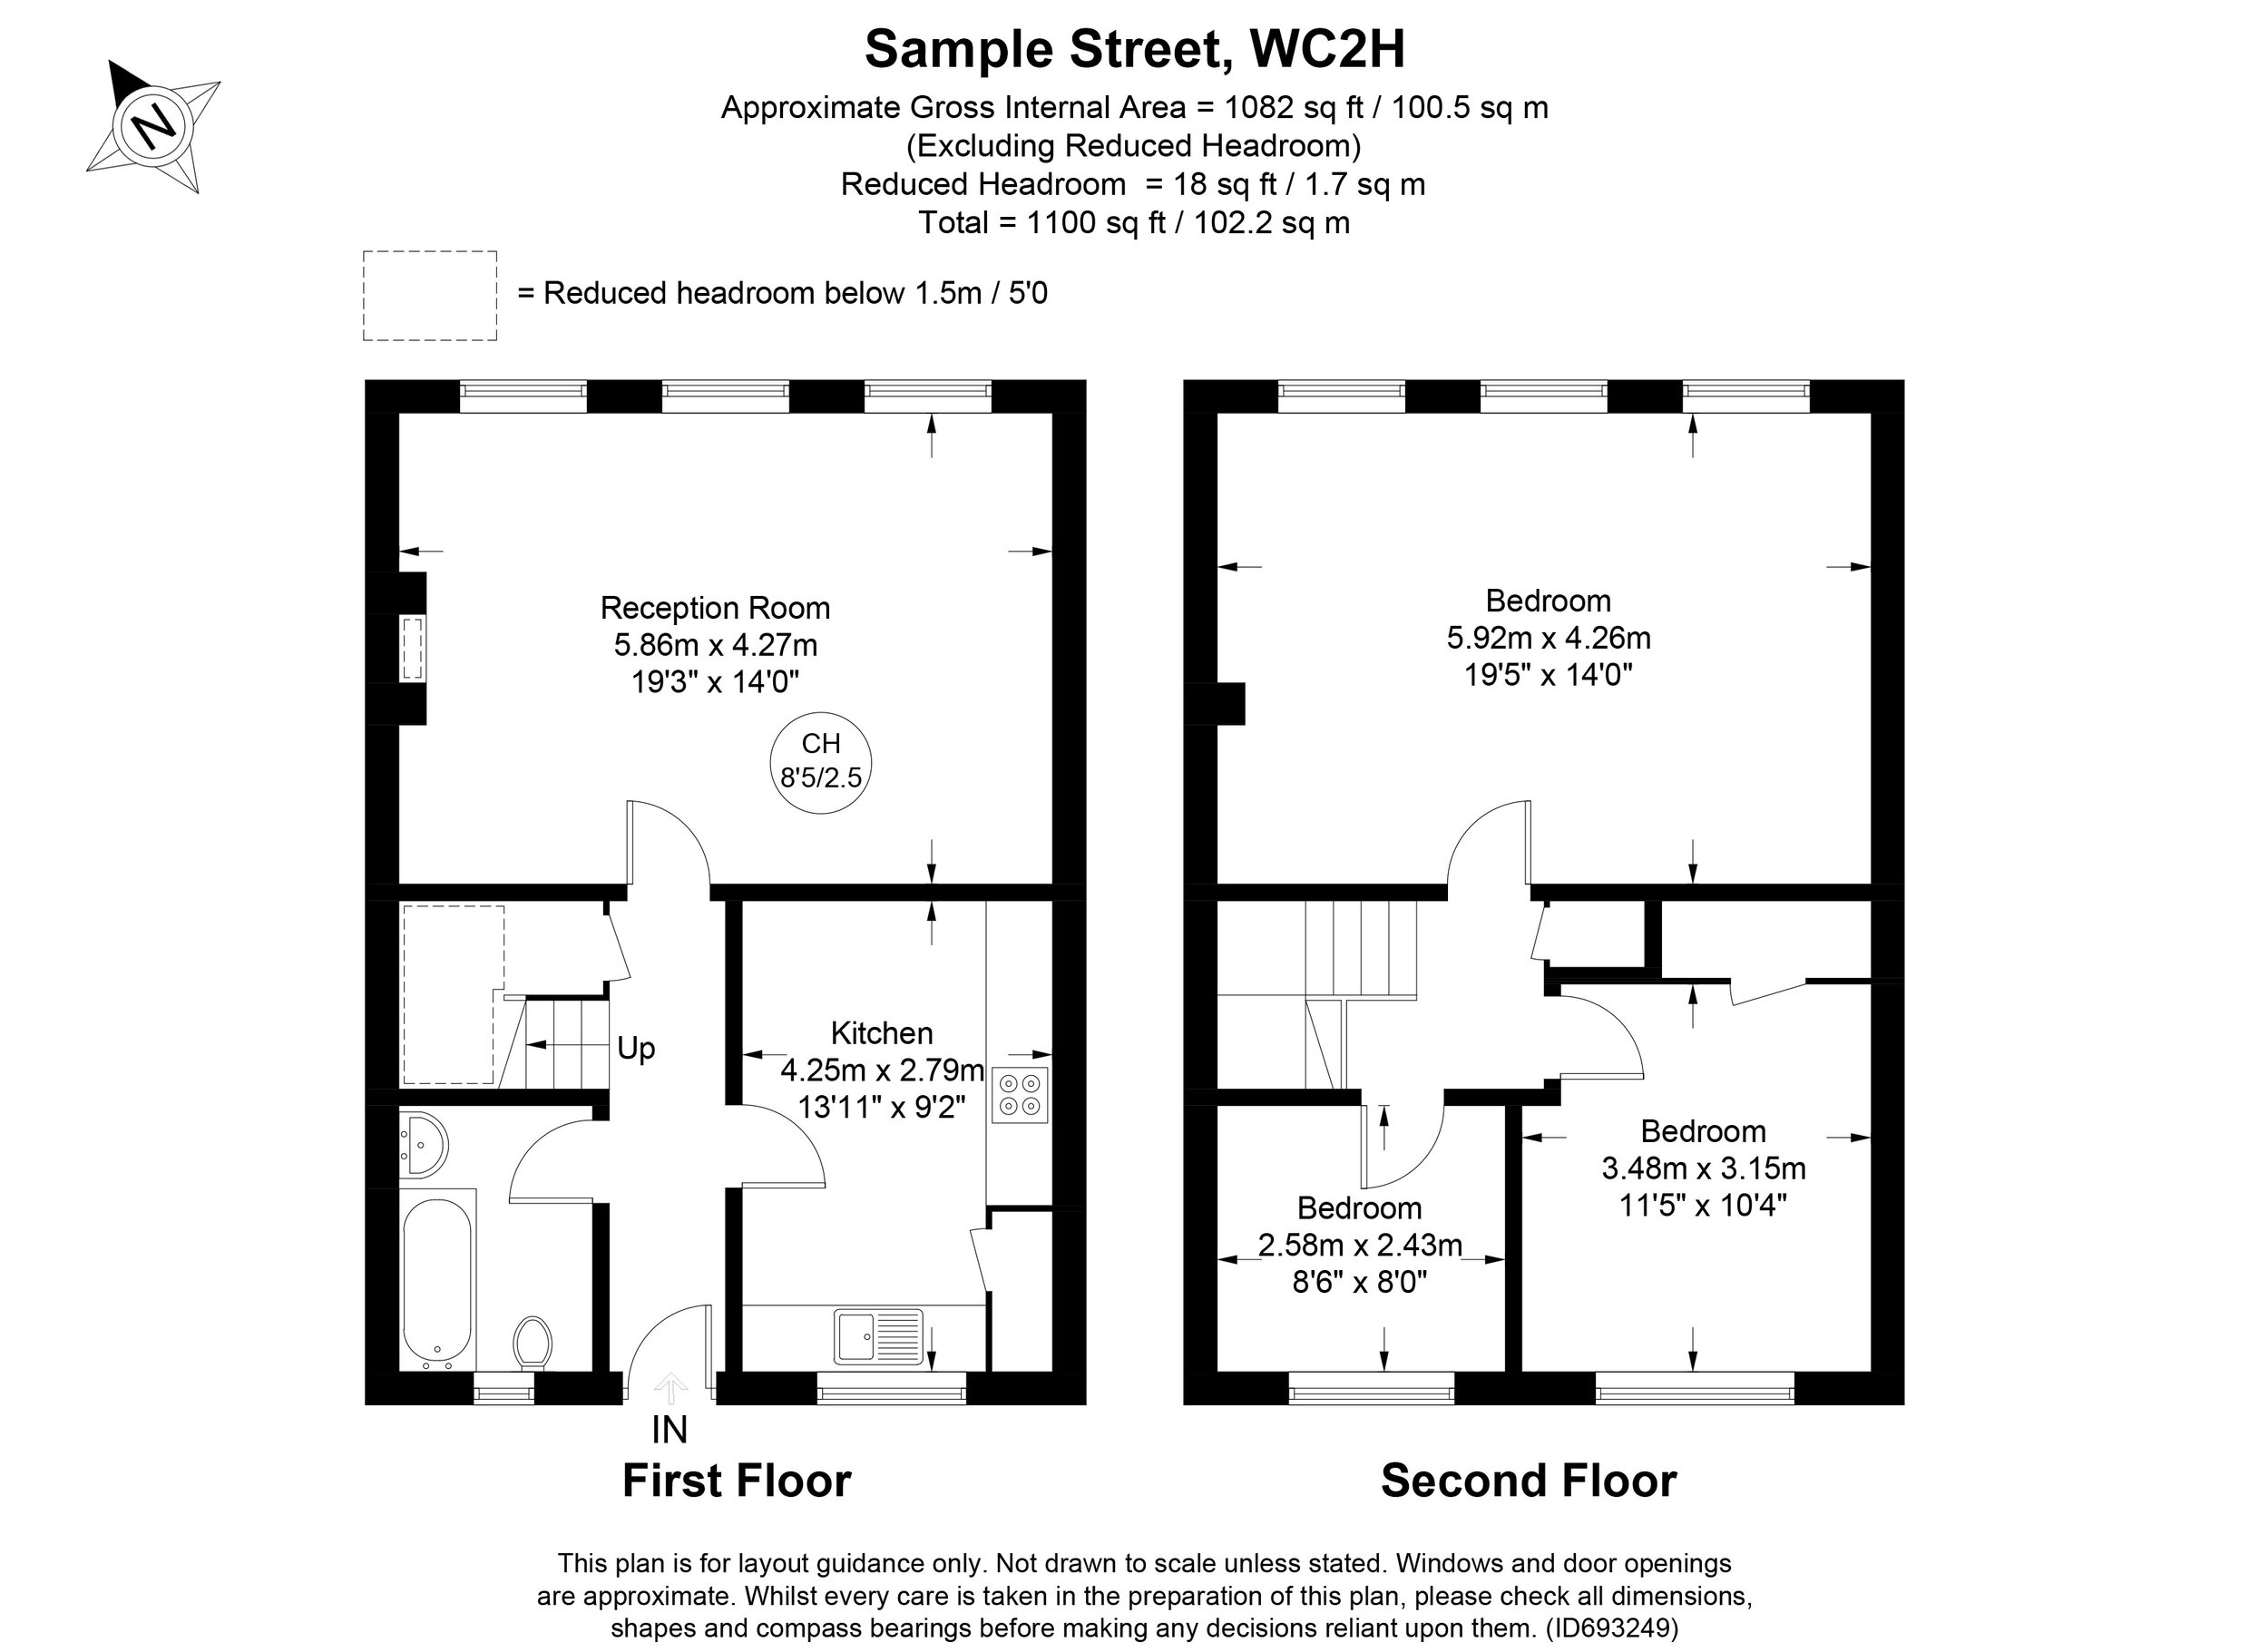 Sample Street, WC2H
N
Approximate Gross Internal Area = 1082 sq ft / 100.5 sq m
(Excluding Reduced Headroom)
Reduced Headroom = 18 sq ft / 1.7 sq m
Total = 1100 sq ft / 102.2 sq m
= Reduced headroom below 1.5m / 5'0
Reception Room
5.86m x 4.27m
19'3" x 14'0"
CH
8'5/2.5
Up
Kitchen
4.25m x 2.79m
13'11" x 9'2"
IN
First Floor
Bedroom
5.92m x 4.26m
19'5" x 14'0"
Bedroom
3.48m x 3.15m
11'5" x 10'4"
Bedroom
2.58m x 2.43m
8'6" x 8'0"
Second Floor
This plan is for layout guidance only. Not drawn to scale unless stated. Windows and door openings
are approximate. Whilst every care is taken in the preparation of this plan, please check all dimensions,
shapes and compass bearings before making any decisions reliant upon them. (ID693249)